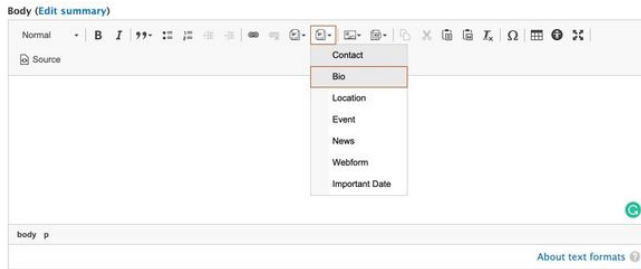 Body (Edit summary)
Normal
Source
Contact
Bio
Location
Event
News
Webform
Important Date
body p
About text formats